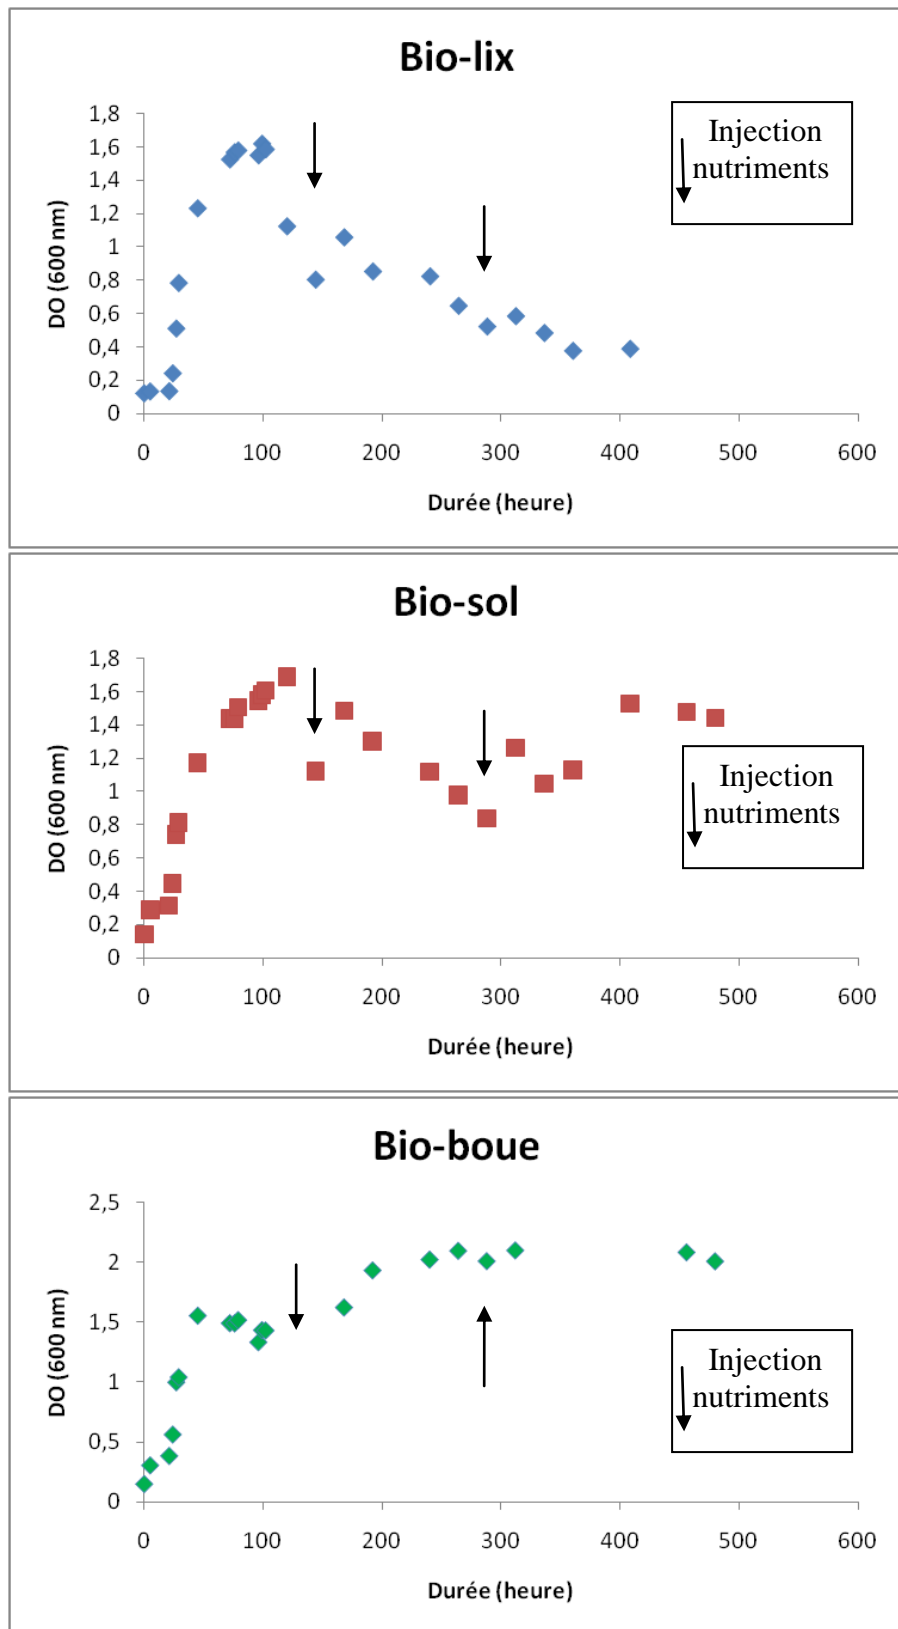 Bio-lix
1,8
1,6
1,4
1,2
1
0,8
0,6
0,4
0,2
0
DO (600 nm)
0 100 200 300 400 500 600
Durée (heure)
Injection
nutriments
Bio-sol
1,8
1,6
1,4
1,2
1
0,8
0,6
0,4
0,2
0
DO (600 nm)
0 100 200 300 400 500 600
Durée (heure)
Injection
nutriments
Bio-boue
2,5
2
1,5
1
0,5
0
DO (600 nm)
0 100 200 300 400 500 600
Durée (heure)
Injection
nutriments